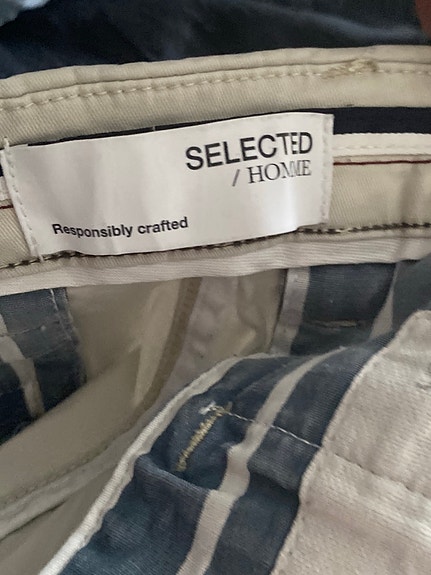 SELECTED
/ HOMME
Responsibly crafted